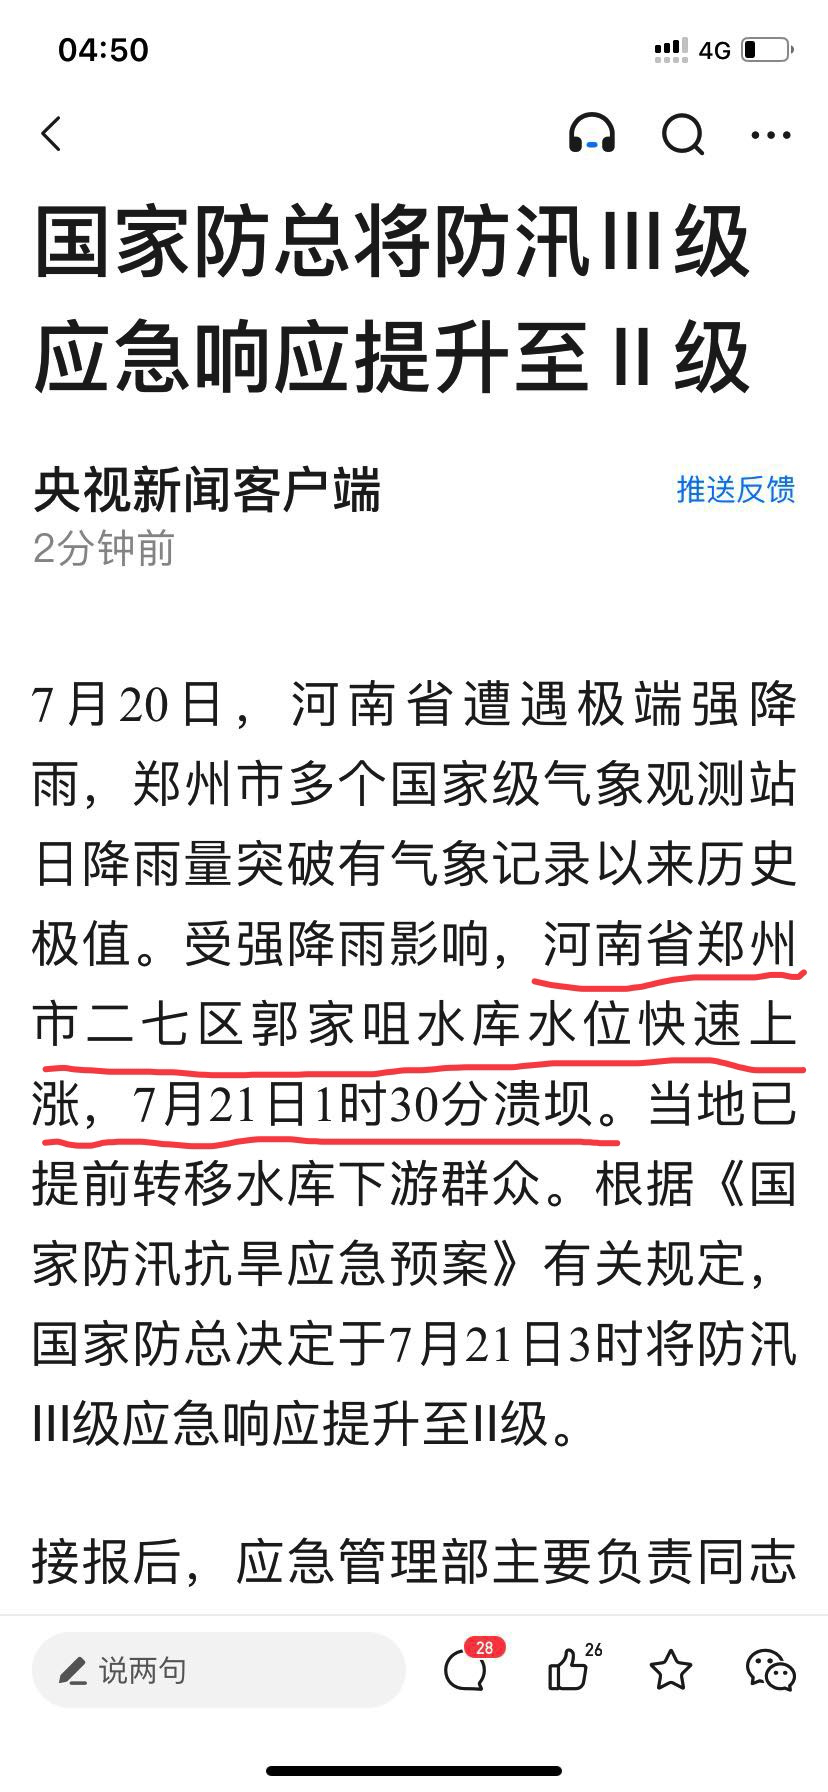 04:50
4G
国家防总将防汛III级
应急响应提升至II级
央视新闻客户端
推送反馈
2分钟前
7月20日，河南省遭遇极端强降
雨，郑州市多个国家级气象观测站
日降雨量突破有气象记录以来历史
极值。受强降雨影响，河南省郑州
市二七区郭家咀水库水位快速上
涨，7月21日1时30分溃坝。当地已
提前转移水库下游群众。根据《国
家防汛抗旱应急预案》有关规定，
国家防总决定于7月21日3时将防汛
III级应急响应提升至II级。
接报后，应急管理部主要负责同志
说两句
28
26